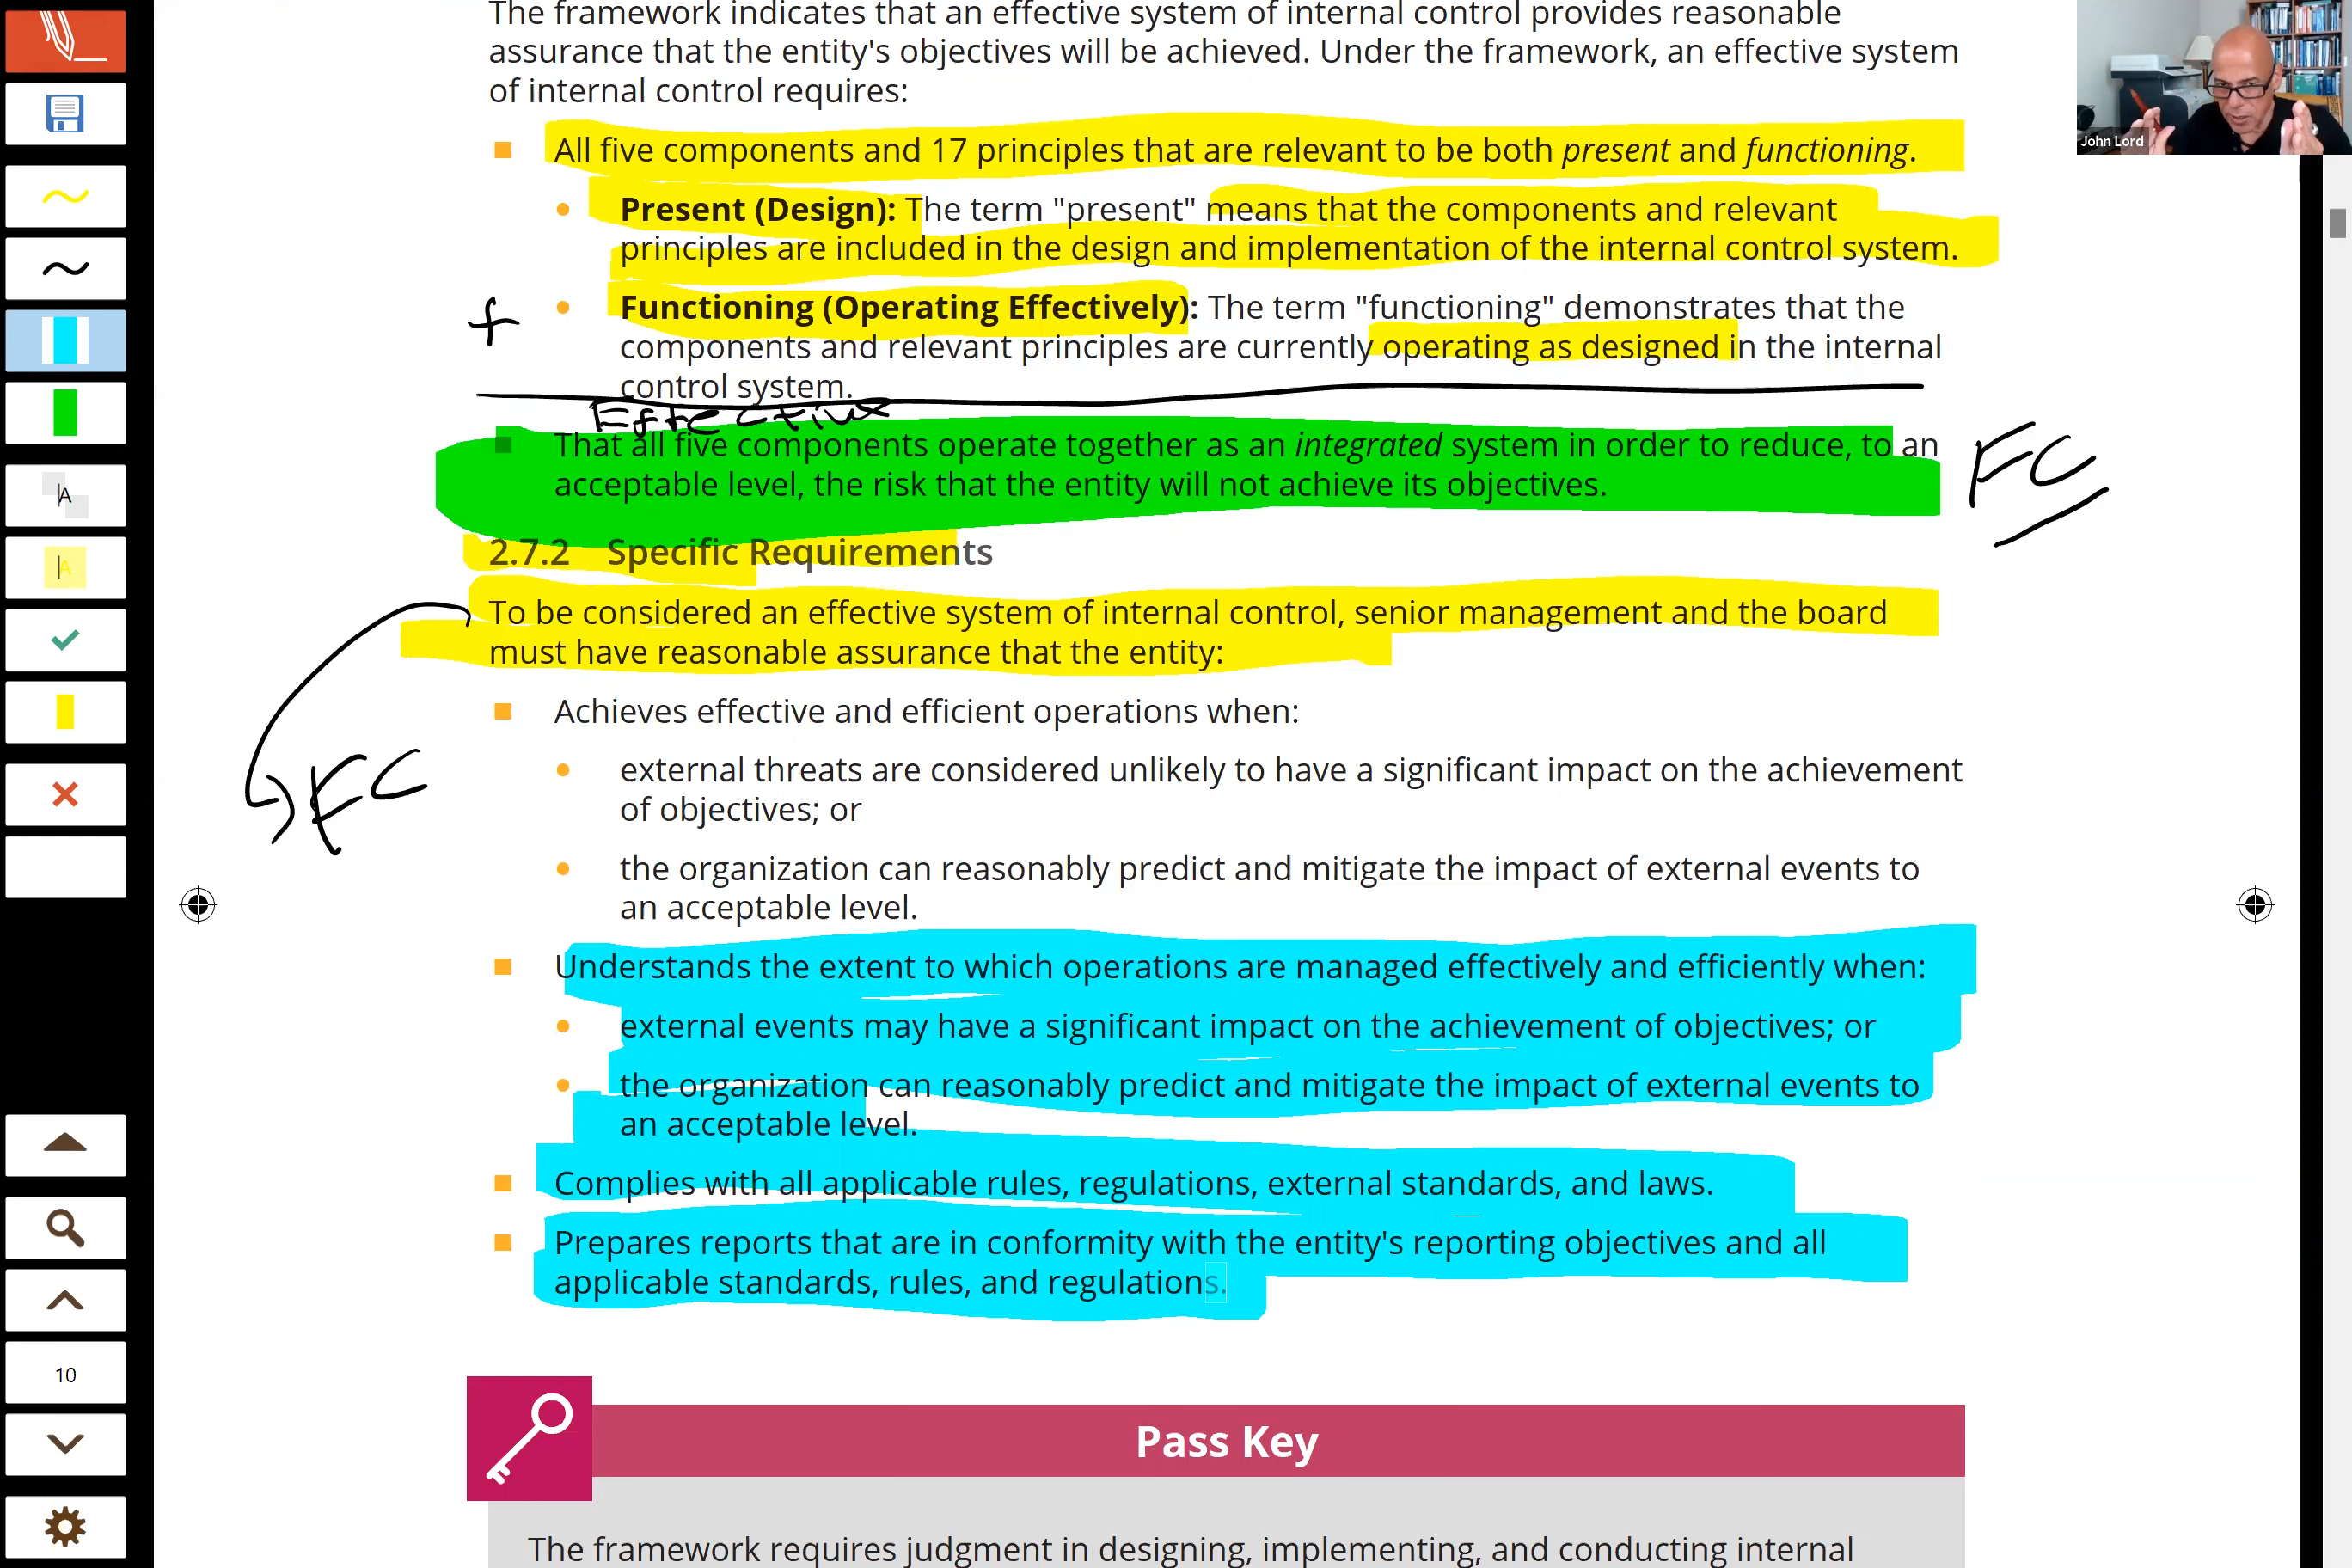 The framework indicates that an effective system of internal control provides reasonable
assurance that the entity's objectives will be achieved. Under the framework, an effective system
of internal control requires:
John Lord
All five components and 17 principles that are relevant to be both present and functioning.
Present (Design): The term "present" means that the components and relevant
principles are included in the design and implementation of the internal control system.
+
Functioning (Operating Effectively): The term "functioning" demonstrates that the
components and relevant principles are currently operating as designed in the internal
control system.
Effective
That all five components operate together as an integrated system in order to reduce, to an
acceptable level, the risk that the entity will not achieve its objectives.
FC
A
A
2.7.2 Specific Requirements
To be considered an effective system of internal control, senior management and the board
must have reasonable assurance that the entity:
Achieves effective and efficient operations when:
FC
external threats are considered unlikely to have a significant impact on the achievement
of objectives; or
the organization can reasonably predict and mitigate the impact of external events to
an acceptable level.
Understands the extent to which operations are managed effectively and efficiently when:
external events may have a significant impact on the achievement of objectives; or
the organization can reasonably predict and mitigate the impact of external events to
an acceptable level.
Complies with all applicable rules, regulations, external standards, and laws.
Prepares reports that are in conformity with the entity's reporting objectives and all
applicable standards, rules, and regulations.
10
Pass Key
The framework requires judgment in designing, implementing, and conducting internal